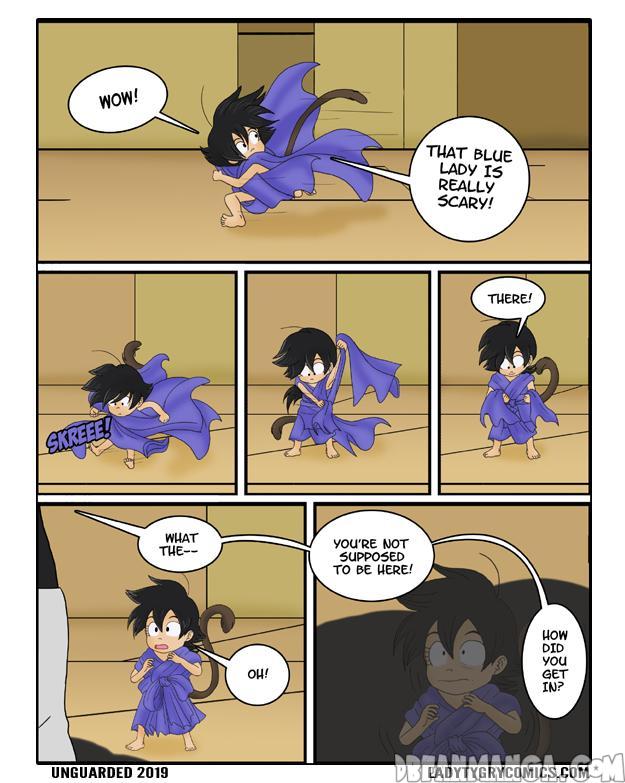 WOW!
THAT BLUE
LADY IS
REALLY
SCARY!
SKREEE!
THERE!
WHAT
THE--
OH!
YOU'RE NOT
SUPPOSED
TO BE HERE!
HOW
DID
YOU
GET
IN?
UNGUARDED 2019
LADYTYGRYCOMICS.COM
DBFANMANGA.COM